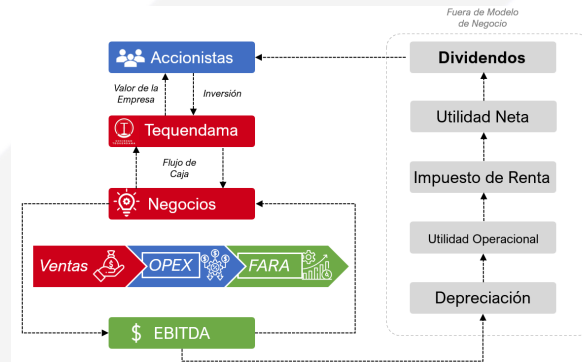 Fuera de Modelo
de Negocio
Accionistas
Dividendos
Valor de la
Empresa
Inversión
Tequendama
Utilidad Neta
Flujo de
Caja
Impuesto de Renta
Negocios
Utilidad Operacional
Ventas
OPEX
FARA
Depreciación
$ EBITDA